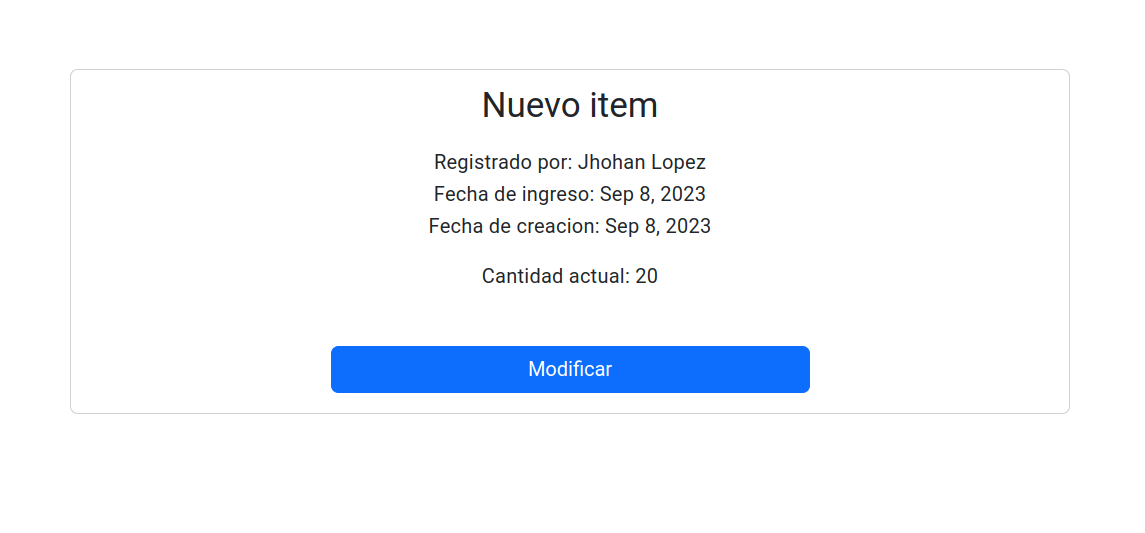 Nuevo item
Registrado por: Jhohan Lopez
Fecha de ingreso: Sep 8, 2023
Fecha de creacion: Sep 8, 2023
Cantidad actual: 20
Modificar